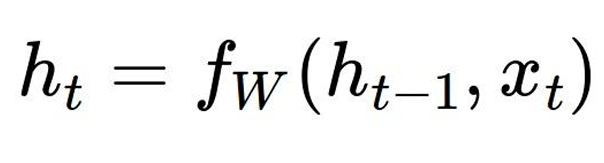 h_t = f_W(h_{t-1}, x_t)